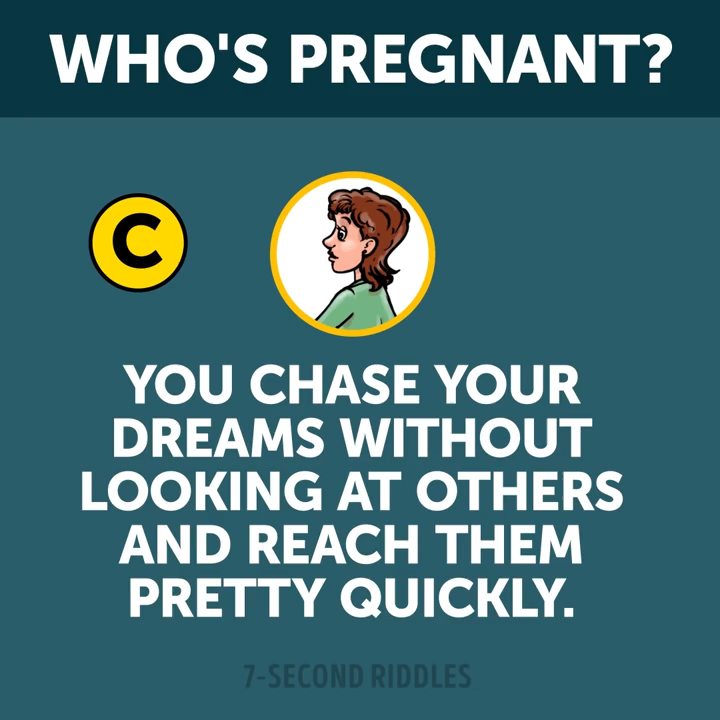 WHO'S PREGNANT?
C
YOU CHASE YOUR
DREAMS WITHOUT
LOOKING AT OTHERS
AND REACH THEM
PRETTY QUICKLY.
7-SECOND RIDDLES